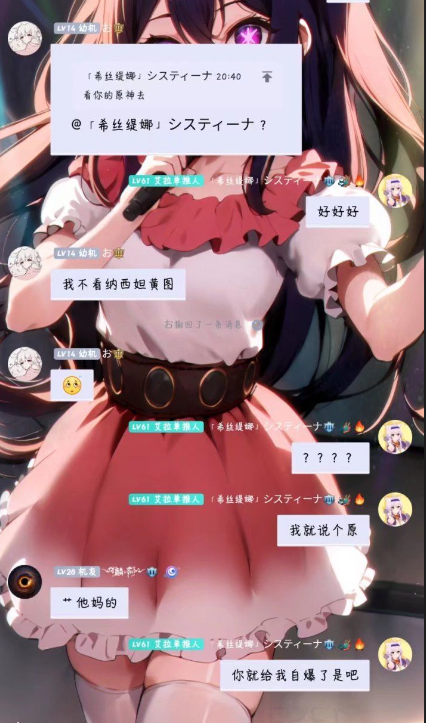 LV14 幼机 お
「希丝缇娜」システィーナ 20:40
看你的原神去
@「希丝缇娜」システィーナ ?
LV61 艾拉单推人 「希丝缇娜」システィーナ
好好好
LV14 幼机 お
我不看纳西妲黄图
お撤回了一条消息
LV14 幼机 お
🥺
LV61 艾拉单推人 「希丝缇娜」システィーナ
????
LV61 艾拉单推人 「希丝缇娜」システィーナ
我就说个原
LV28 机友
艹他妈的
LV61 艾拉单推人 「希丝缇娜」システィーナ
你就给我自爆了是吧